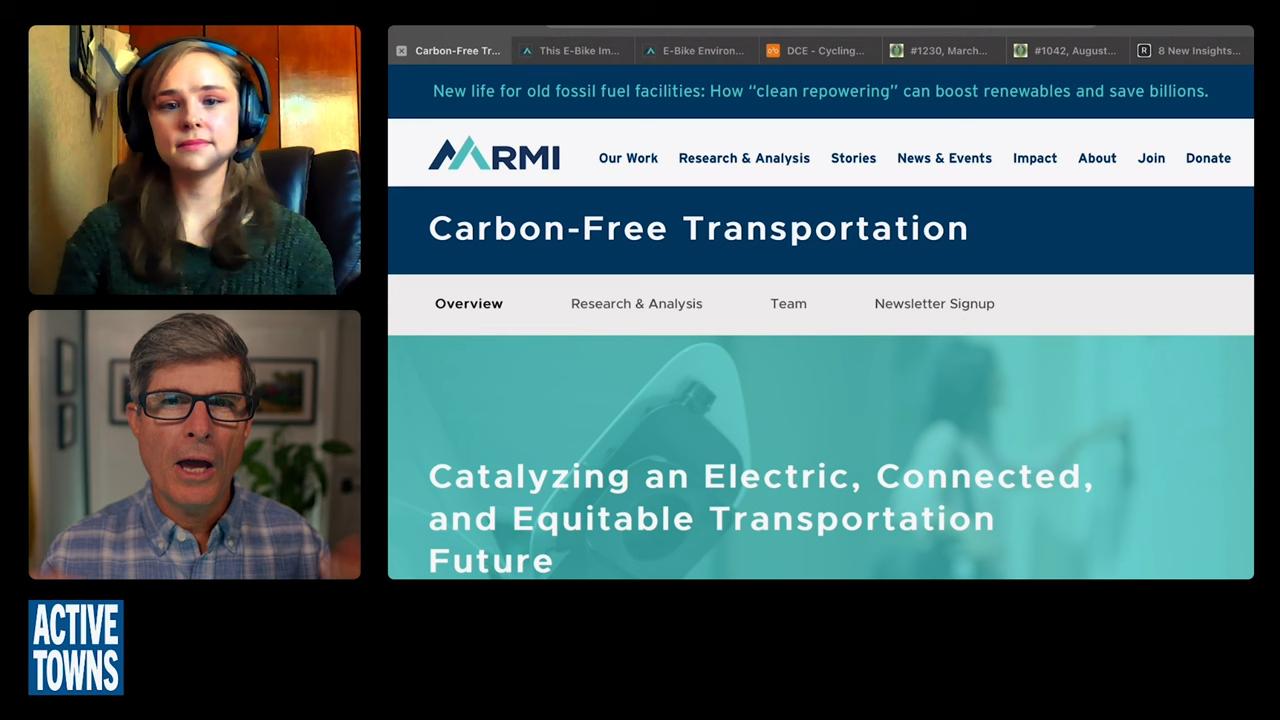 Carbon-Free Tr...
This E-Bike Im...
E-Bike Environ...
DCE - Cycling...
#1230, March...
#1042, August...
R
8 New Insights...
New life for old fossil fuel facilities: How “clean repowering” can boost renewables and save billions.
RMI
Our Work
Research & Analysis
Stories
News & Events
Impact
About
Join
Donate
Carbon-Free Transportation
Overview
Research & Analysis
Team
Newsletter Signup
Catalyzing an Electric, Connected,
and Equitable Transportation
Future
ACTIVE
TOWNS